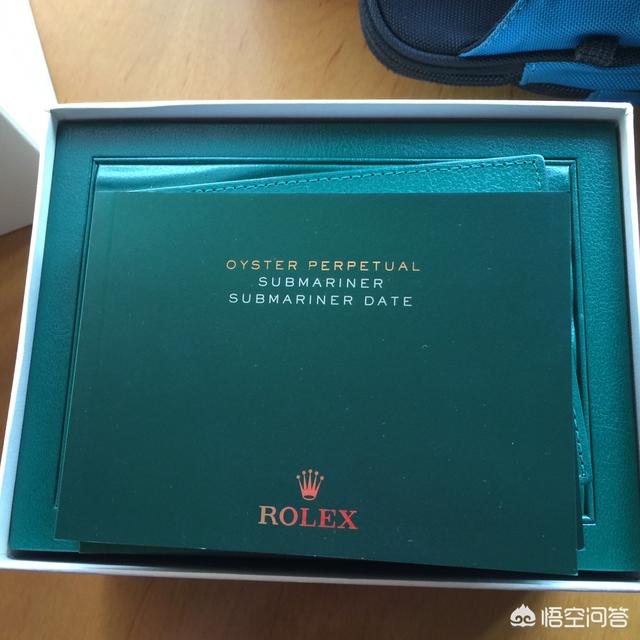 OYSTER PERPETUAL
SUBMARINER
SUBMARINER DATE
ROLEX
悟空问答